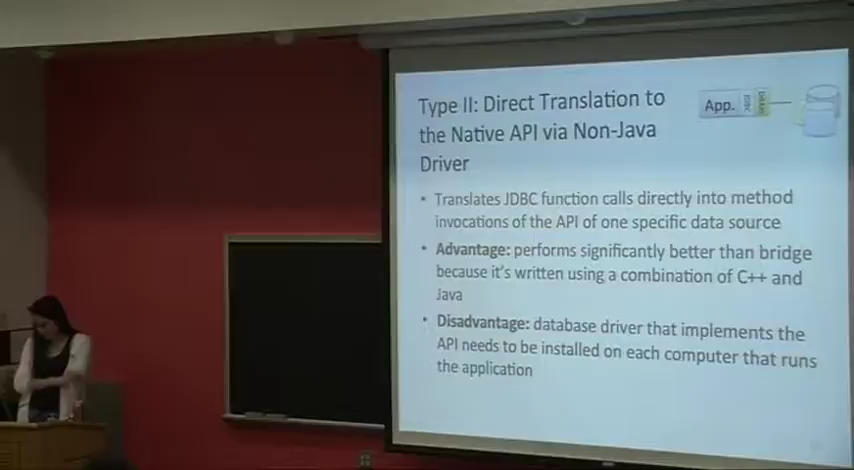 Type II: Direct Translation to
the Native API via Non-Java
Driver
App.
• Translates JDBC function calls directly into method
invocations of the API of one specific data source
• Advantage: performs significantly better than bridge
because it's written using a combination of C++ and
Java
• Disadvantage: database driver that implements the
API needs to be installed on each computer that runs
the application